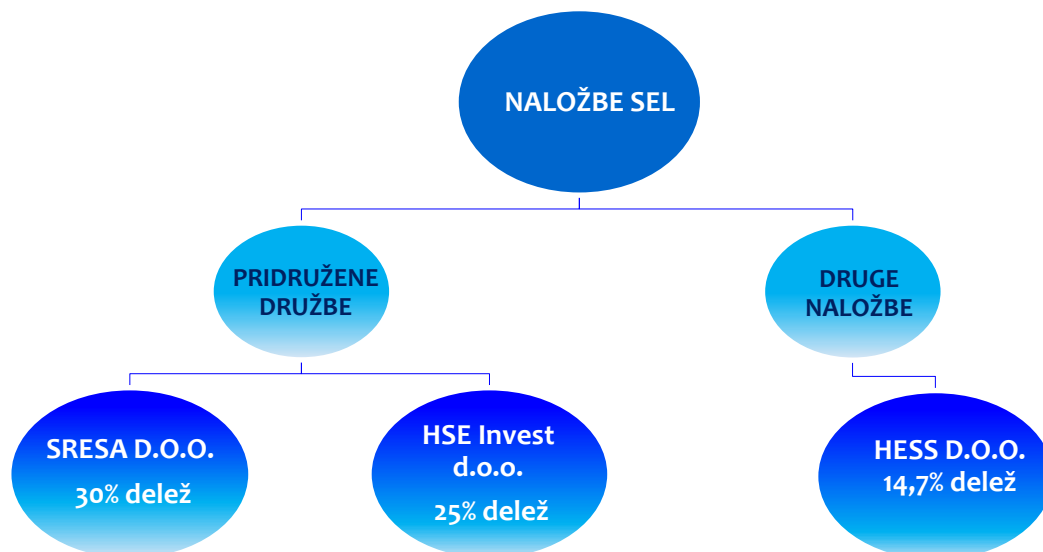 NALOŽBE SEL
PRIDRUŽENE
DRUŽBE
DRUGE
NALOŽBE
SRESA D.O.O.
30% delež
HSE Invest
d.o.o.
25% delež
HESS D.O.O.
14,7% delež